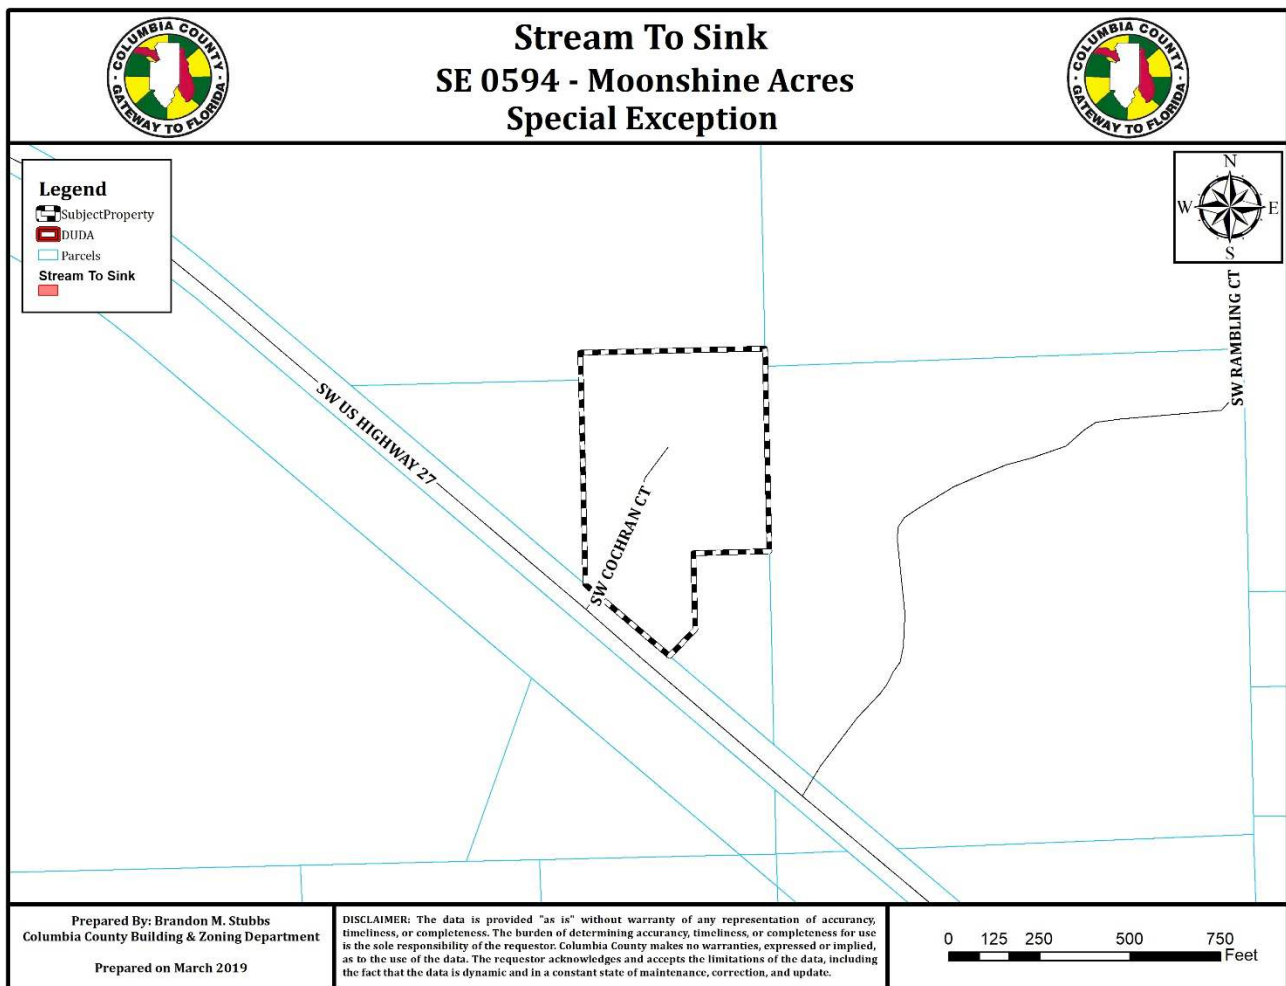 COLUMBIA COUNTY
GATEWAY TO FLORIDA
Stream To Sink
SE 0594 - Moonshine Acres
Special Exception
COLUMBIA COUNTY
GATEWAY TO FLORIDA
Legend
SubjectProperty
DUDA
Parcels
Stream To Sink
N
W E
S
SW RAMBLING CT
SW US HIGHWAY 27
SW COCHRAN CT
Prepared By: Brandon M. Stubbs
Columbia County Building & Zoning Department
Prepared on March 2019
DISCLAIMER: The data is provided "as is" without warranty of any representation of accurancy,
timeliness, or completeness. The burden of determining accurancy, timeliness, or completeness for use
is the sole responsibility of the requestor. Columbia County makes no warranties, expressed or implied,
as to the use of the data. The requestor acknowledges and accepts the limitations of the data, including
the fact that the data is dynamic and in a constant state of maintenance, correction, and update.
0 125 250 500 750
Feet